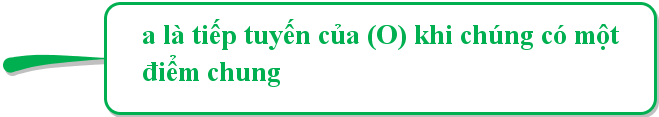 a là tiếp tuyến của (O) khi chúng có một
điểm chung